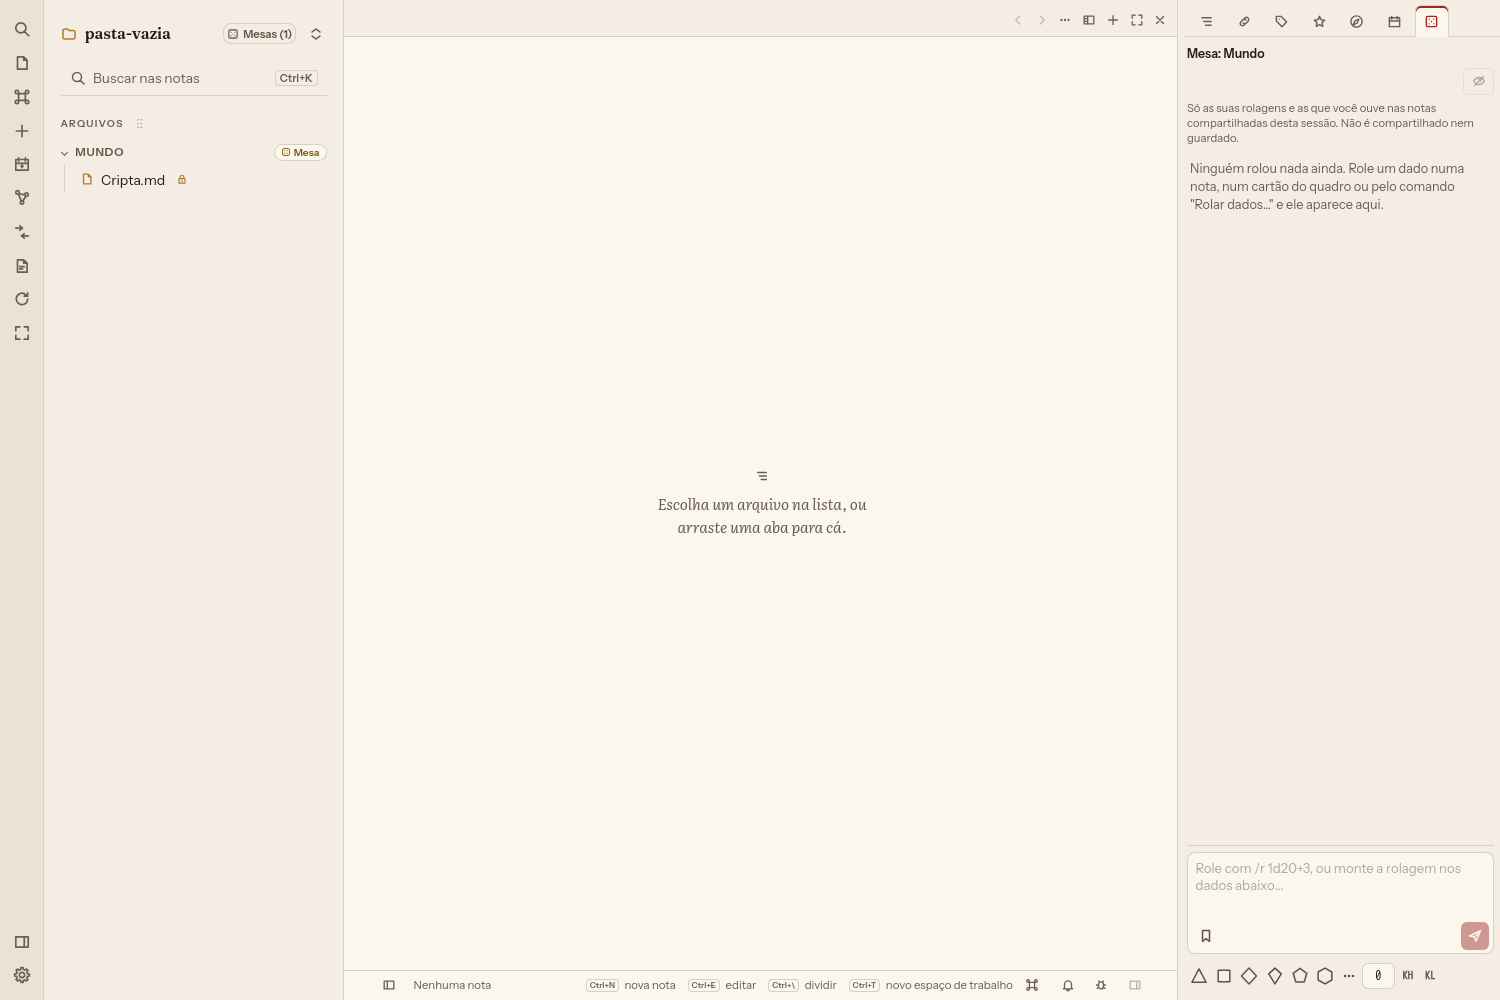 pasta-vazia
Mesas (1)
Buscar nas notas
Ctrl+K
ARQUIVOS
MUNDO
Mesa
Cripta.md
Escolha um arquivo na lista, ou
arraste uma aba para cá.
Nenhuma nota
Ctrl+N nova nota
Ctrl+E editar
Ctrl+\ dividir
Ctrl+T novo espaço de trabalho
Mesa: Mundo
Só as suas rolagens e as que você ouve nas notas
compartilhadas desta sessão. Não é compartilhado nem
guardado.
Ninguém rolou nada ainda. Role um dado numa
nota, num cartão do quadro ou pelo comando
"Rolar dados..." e ele aparece aqui.
Role com /r 1d20+3, ou monte a rolagem nos
dados abaixo...
0
KH
KL